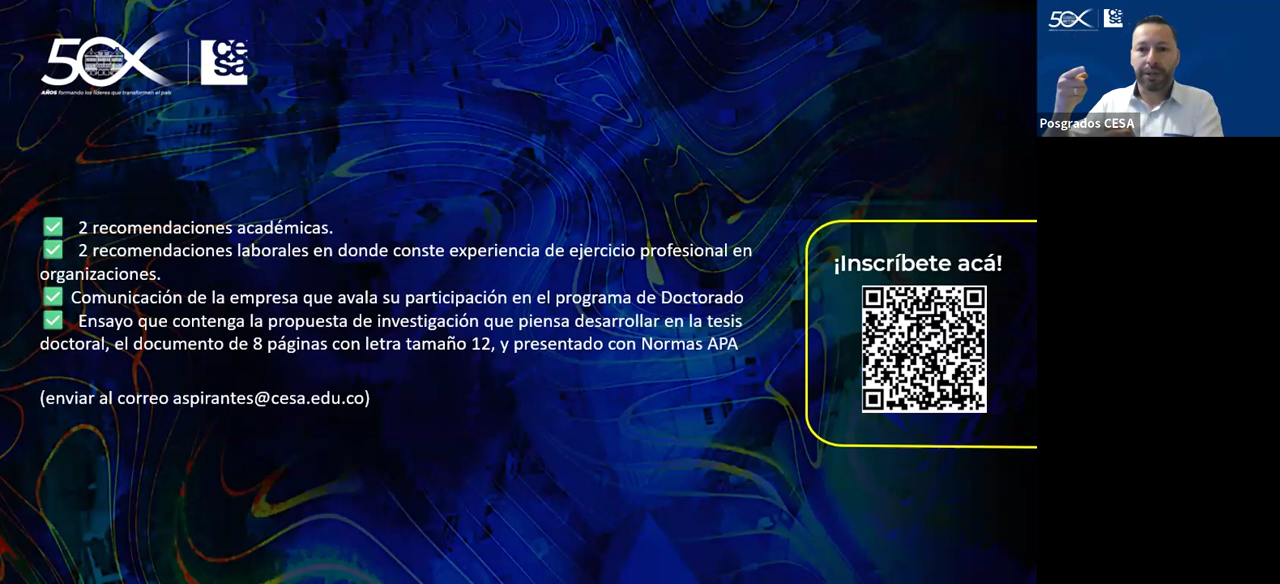 50
AÑOS formando los líderes que transforman el país
cesa
2 recomendaciones académicas.
2 recomendaciones laborales en donde conste experiencia de ejercicio profesional en
organizaciones.
Comunicación de la empresa que avala su participación en el programa de Doctorado
Ensayo que contenga la propuesta de investigación que piensa desarrollar en la tesis
doctoral, el documento de 8 páginas con letra tamaño 12, y presentado con Normas APA
(enviar al correo aspirantes@cesa.edu.co)
¡Inscríbete acá!
50
cesa
Posgrados CESA